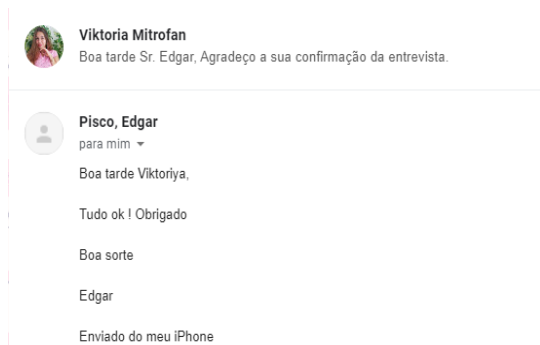 Viktoria Mitrofan
Boa tarde Sr. Edgar, Agradeço a sua confirmação da entrevista.
Pisco, Edgar
para mim
Boa tarde Viktoriya,
Tudo ok ! Obrigado
Boa sorte
Edgar
Enviado do meu iPhone